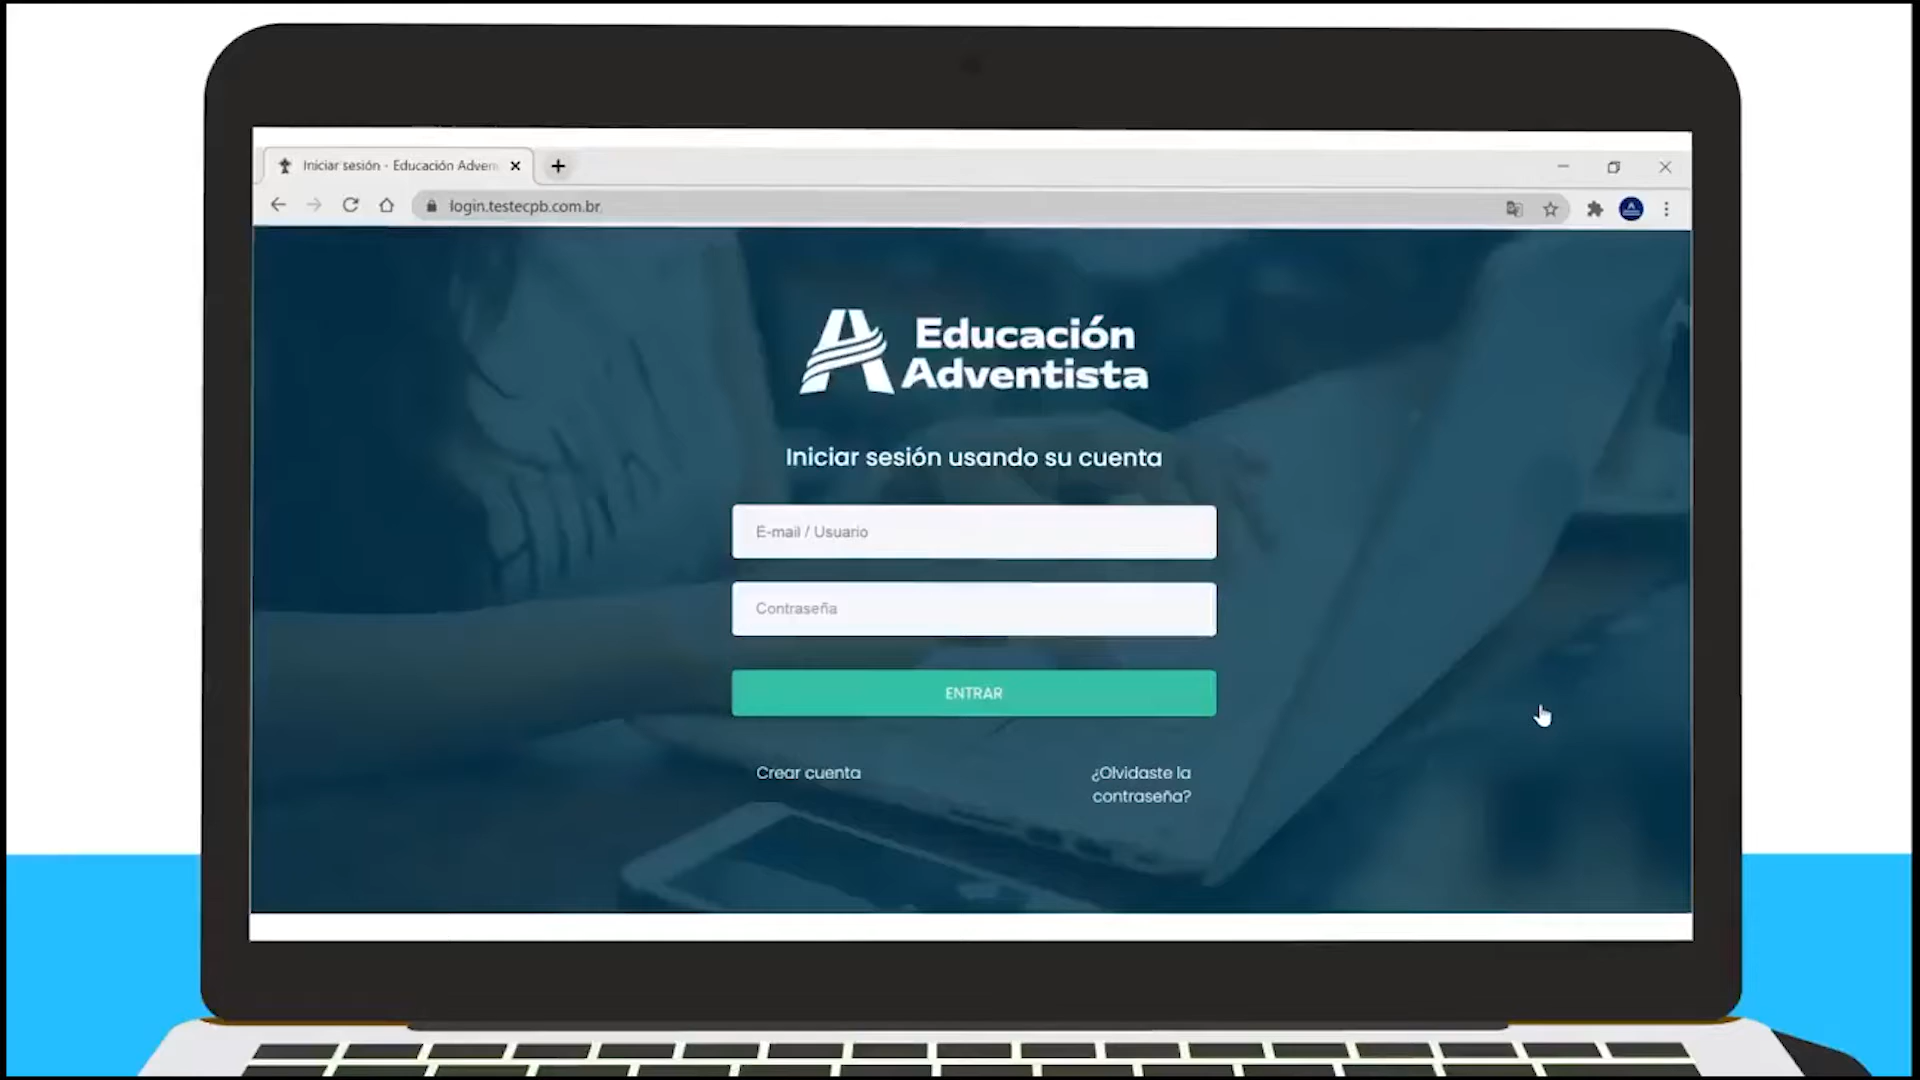 Iniciar sesión - Educación Adven
login.testecpb.com.br
Educación
Adventista
Iniciar sesión usando su cuenta
E-mail / Usuario
Contraseña
ENTRAR
Crear cuenta
¿Olvidaste la
contraseña?